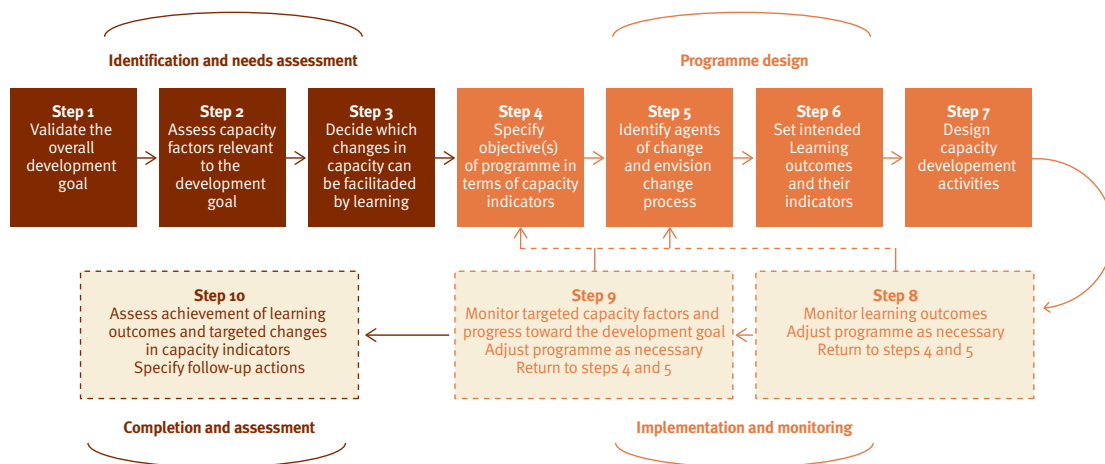 Identification and needs assessment
Programme design
Step 1
Validate the
overall
development
goal
Step 2
Assess capacity
factors relevant
to the
development
goal
Step 3
Decide which
changes in
capacity can
be facilitaded
by learning
Step 4
Specify
objective(s)
of programme in
terms of capacity
indicators
Step 5
Identify agents
of change
and envision
change
process
Step 6
Set intended
Learning
outcomes
and their
indicators
Step 7
Design
capacity
developement
activities
Step 8
Monitor learning outcomes
Adjust programme as necessary
Return to steps 4 and 5
Step 9
Monitor targeted capacity factors and
progress toward the development goal
Adjust programme as necessary
Return to steps 4 and 5
Step 10
Assess achievement of learning
outcomes and targeted changes
in capacity indicators
Specify follow-up actions
Completion and assessment
Implementation and monitoring